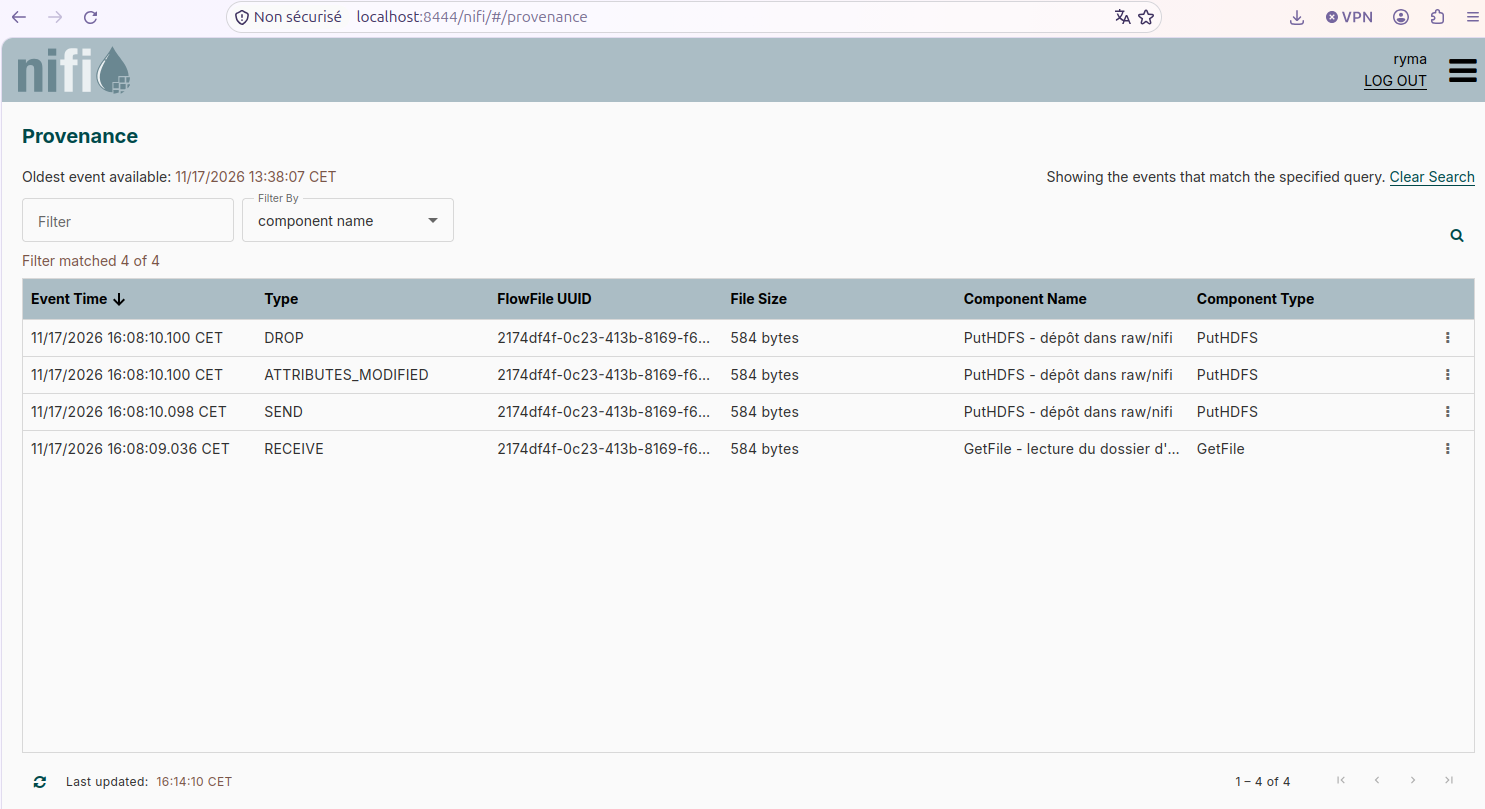 Non sécurisé localhost:8444/nifi/#/provenance VPN
nifi
ryma
LOG OUT
Provenance
Oldest event available: 11/17/2026 13:38:07 CET
Showing the events that match the specified query. Clear Search
Filter
Filter By
component name
Filter matched 4 of 4
Event Time Type FlowFile UUID File Size Component Name Component Type
11/17/2026 16:08:10.100 CET DROP 2174df4f-0c23-413b-8169-f6... 584 bytes PutHDFS - dépôt dans raw/nifi PutHDFS
11/17/2026 16:08:10.100 CET ATTRIBUTES_MODIFIED 2174df4f-0c23-413b-8169-f6... 584 bytes PutHDFS - dépôt dans raw/nifi PutHDFS
11/17/2026 16:08:10.098 CET SEND 2174df4f-0c23-413b-8169-f6... 584 bytes PutHDFS - dépôt dans raw/nifi PutHDFS
11/17/2026 16:08:09.036 CET RECEIVE 2174df4f-0c23-413b-8169-f6... 584 bytes GetFile - lecture du dossier d'... GetFile
Last updated: 16:14:10 CET
1 – 4 of 4